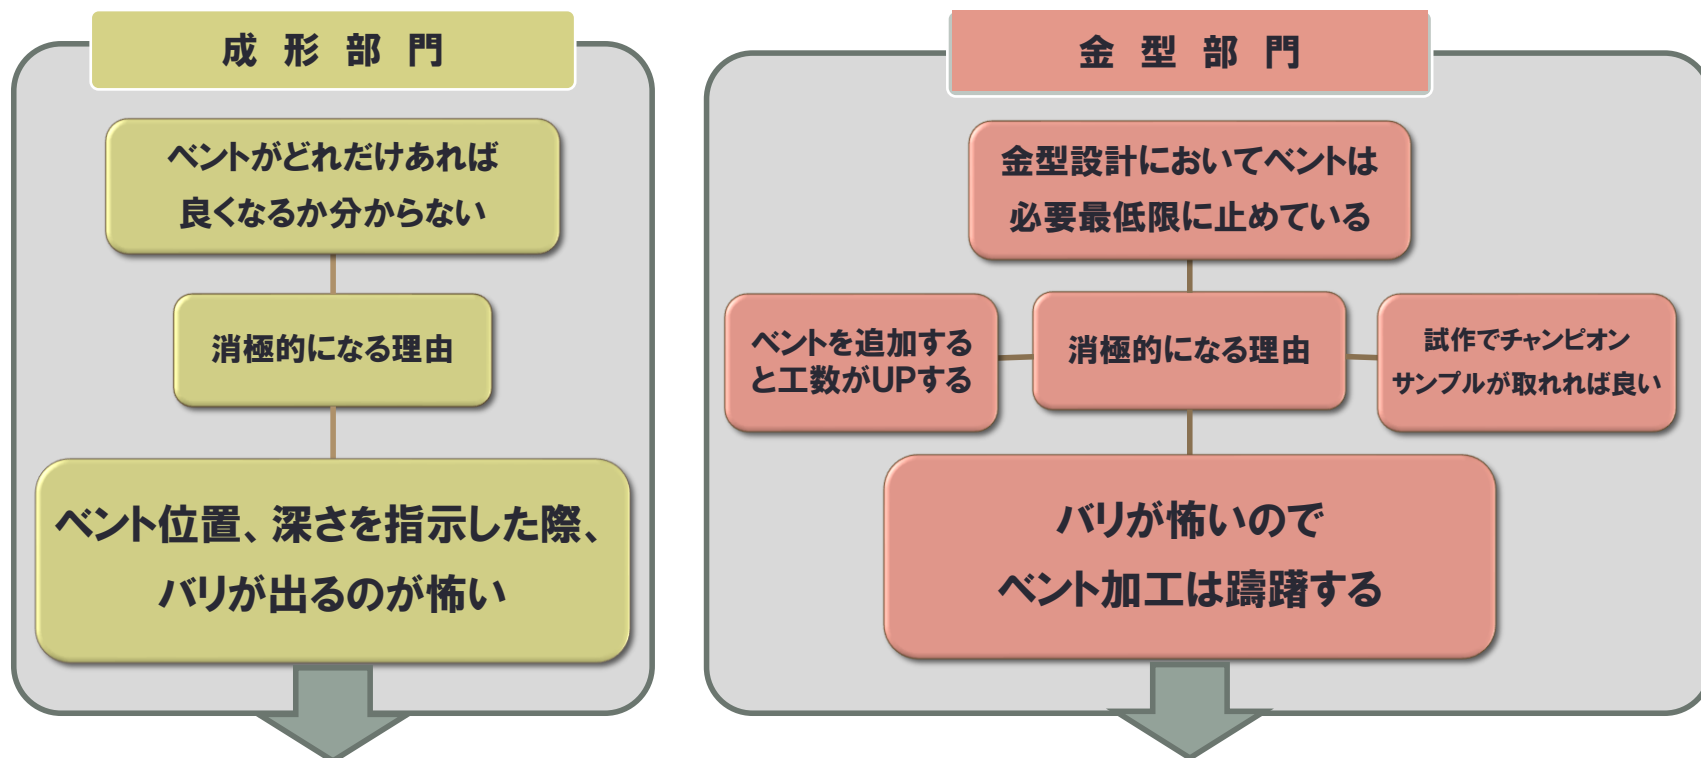 成形部門
ベントがどれだけあれば
良くなるか分からない
消極的になる理由
ベント位置、深さを指示した際、
バリが出るのが怖い
金型部門
金型設計においてベントは
必要最低限に止めている
ベントを追加する
と工数がUPする
消極的になる理由
試作でチャンピオン
サンプルが取れれば良い
バリが怖いので
ベント加工は躊躇する